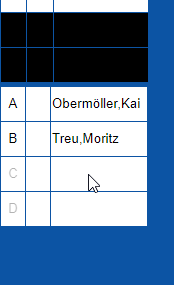 A Obermöller,Kai
B Treu,Moritz
C
D